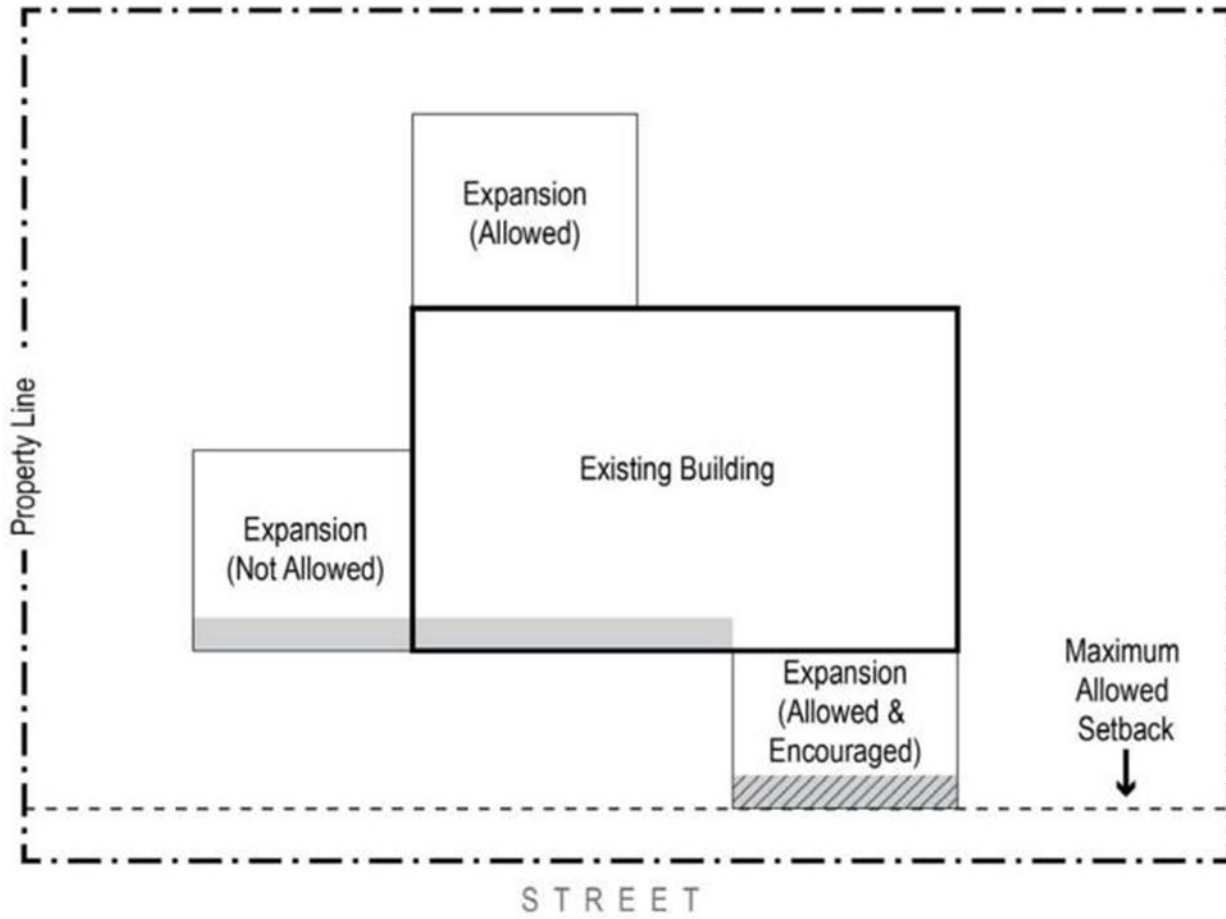 Expansion
(Allowed)
Property Line
Existing Building
Expansion
(Not Allowed)
Expansion
(Allowed &
Encouraged)
Maximum
Allowed
Setback
STREET